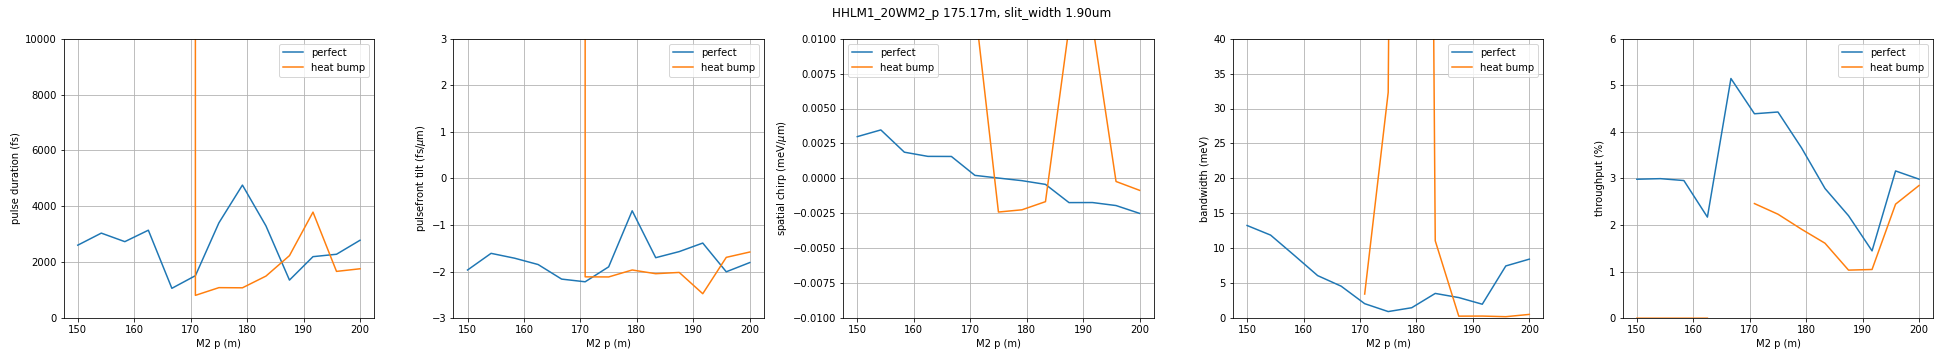 HHLM1_20WM2_p 175.17m, slit_width 1.90um
pulse duration (fs)
10000
8000
6000
4000
2000
0
150 160 170 180 190 200
M2 p (m)
perfect
heat bump
pulsefront tilt (fs/μm)
3
2
1
0
−1
−2
−3
150 160 170 180 190 200
M2 p (m)
perfect
heat bump
spatial chirp (meV/μm)
0.0100
0.0075
0.0050
0.0025
0.0000
−0.0025
−0.0050
−0.0075
−0.0100
150 160 170 180 190 200
M2 p (m)
perfect
heat bump
bandwidth (meV)
40
35
30
25
20
15
10
5
0
150 160 170 180 190 200
M2 p (m)
perfect
heat bump
throughput (%)
6
5
4
3
2
1
0
150 160 170 180 190 200
M2 p (m)
perfect
heat bump